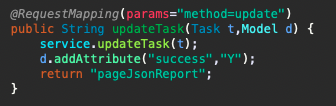 @RequestMapping(params="method=update")
public String updateTask(Task t,Model d) {
service.updateTask(t);
d.addAttribute("success","Y");
return "pageJsonReport";
}